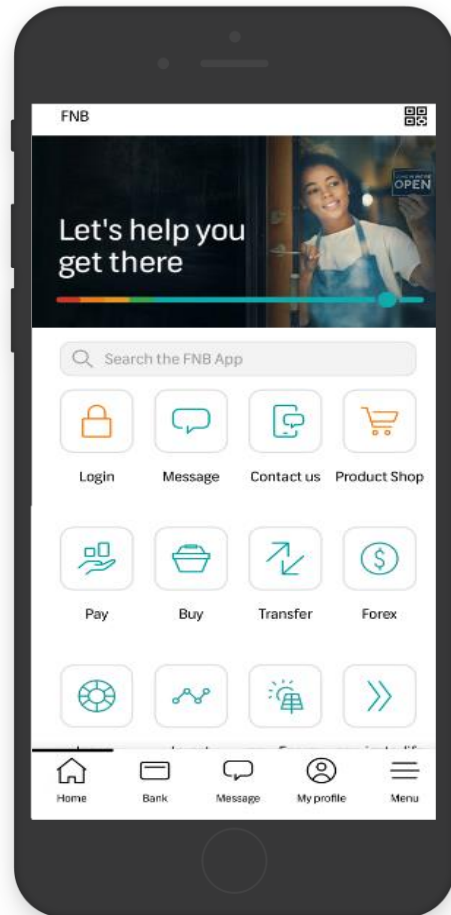 FNB
OPEN
Let's help you
get there
Search the FNB App
Login Message Contact us Product Shop
Pay Buy Transfer Forex
Home Bank Message My profile Menu